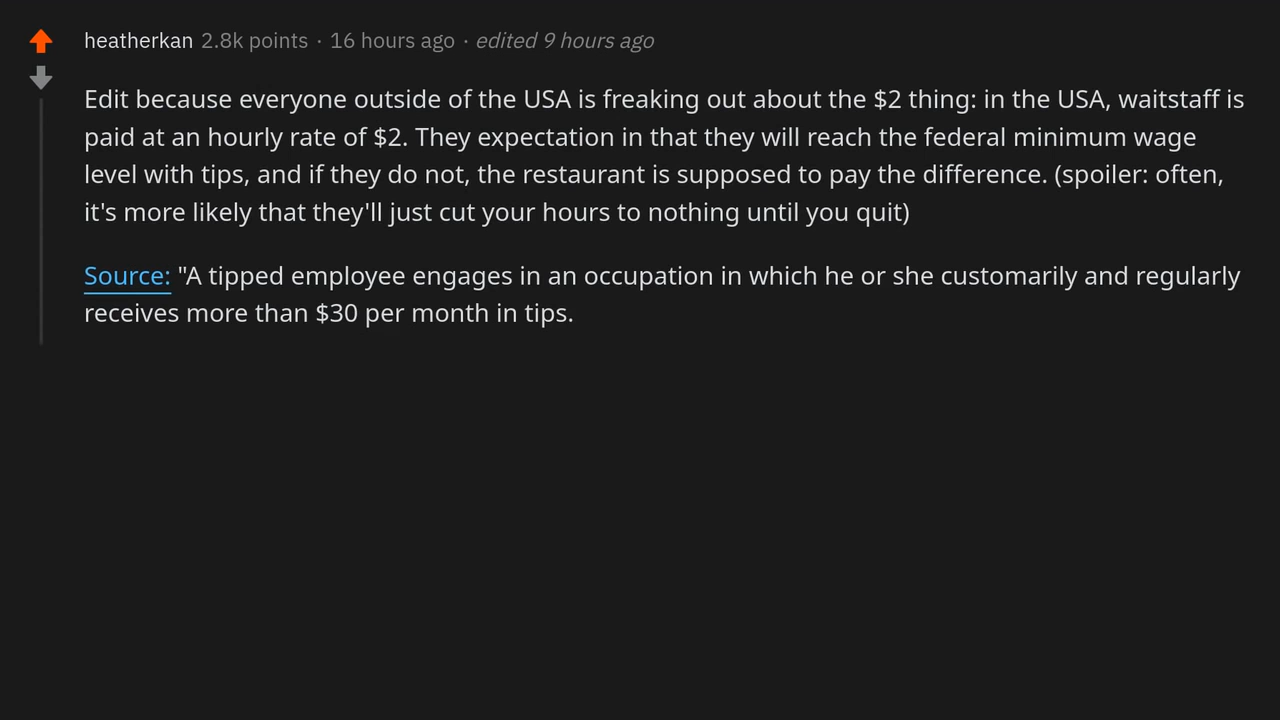 heatherkan 2.8k points · 16 hours ago · edited 9 hours ago
Edit because everyone outside of the USA is freaking out about the $2 thing: in the USA, waitstaff is
paid at an hourly rate of $2. They expectation in that they will reach the federal minimum wage
level with tips, and if they do not, the restaurant is supposed to pay the difference. (spoiler: often,
it's more likely that they'll just cut your hours to nothing until you quit)
Source: "A tipped employee engages in an occupation in which he or she customarily and regularly
receives more than $30 per month in tips.